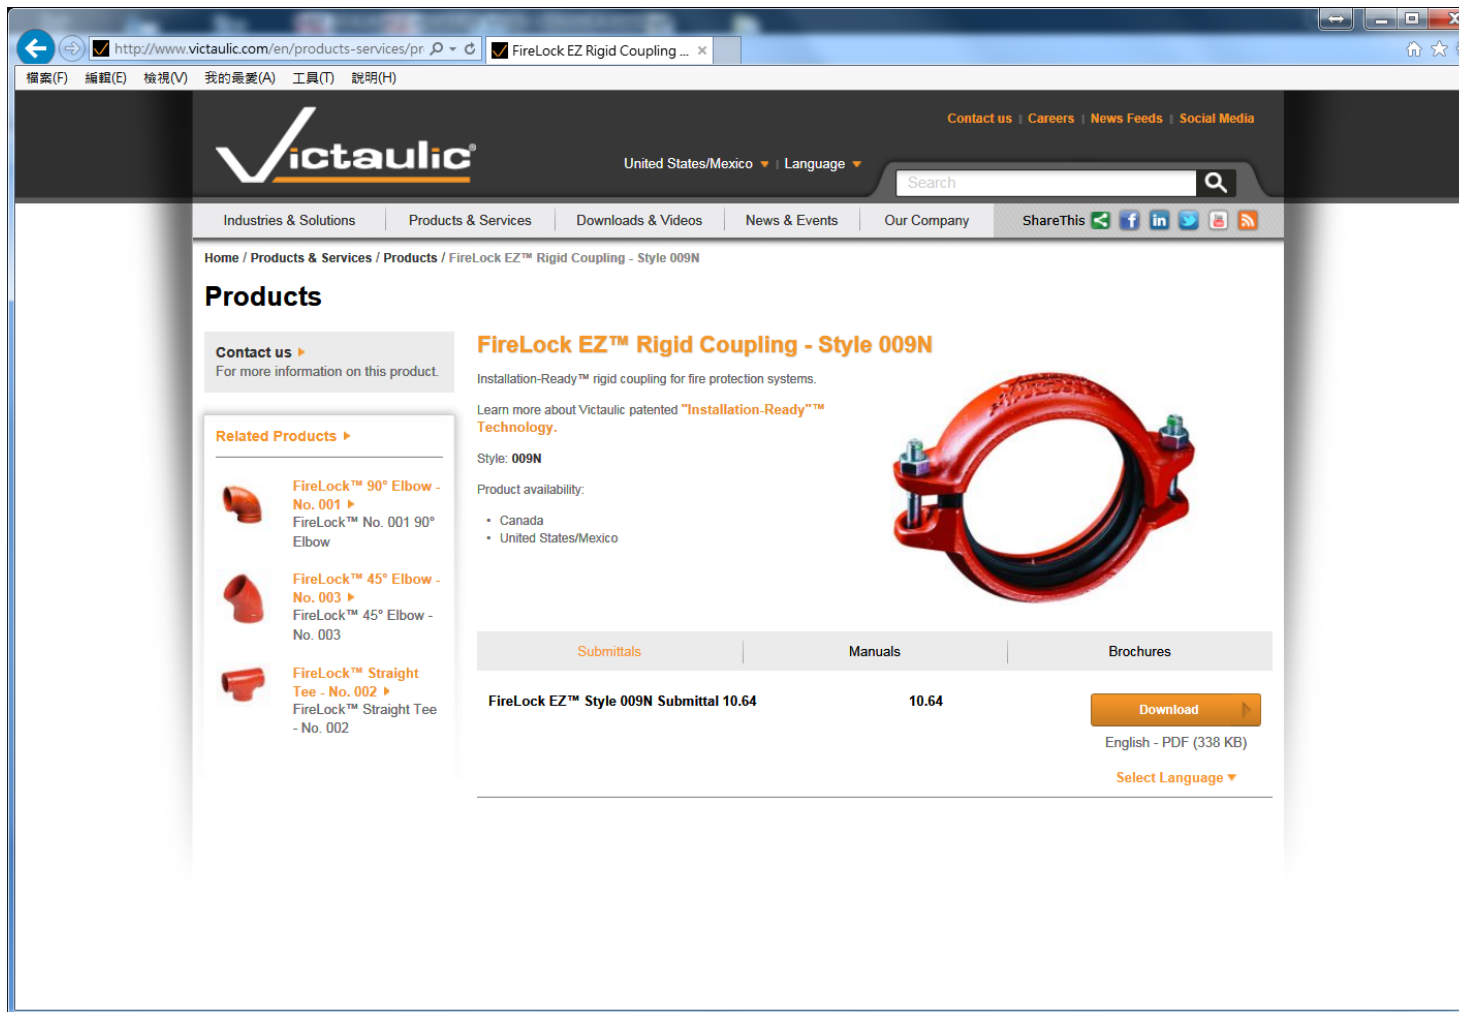 http://www.victaulic.com/en/products-services/pr
FireLock EZ Rigid Coupling ...
檔案(F) 編輯(E) 檢視(V) 我的最愛(A) 工具(T) 說明(H)
Contact us | Careers | News Feeds | Social Media
Victaulic®
United States/Mexico | Language
Search
Industries & Solutions Products & Services Downloads & Videos News & Events Our Company ShareThis
Home / Products & Services / Products / FireLock EZ™ Rigid Coupling - Style 009N
Products
Contact us
For more information on this product.
Related Products
FireLock™ 90° Elbow -
No. 001
FireLock™ No. 001 90°
Elbow
FireLock™ 45° Elbow -
No. 003
FireLock™ 45° Elbow -
No. 003
FireLock™ Straight
Tee - No. 002
FireLock™ Straight Tee
- No. 002
FireLock EZ™ Rigid Coupling - Style 009N
Installation-Ready™ rigid coupling for fire protection systems.
Learn more about Victaulic patented "Installation-Ready"™
Technology.
Style: 009N
Product availability:
• Canada
• United States/Mexico
Submittals Manuals Brochures
FireLock EZ™ Style 009N Submittal 10.64 10.64 Download
English - PDF (338 KB)
Select Language